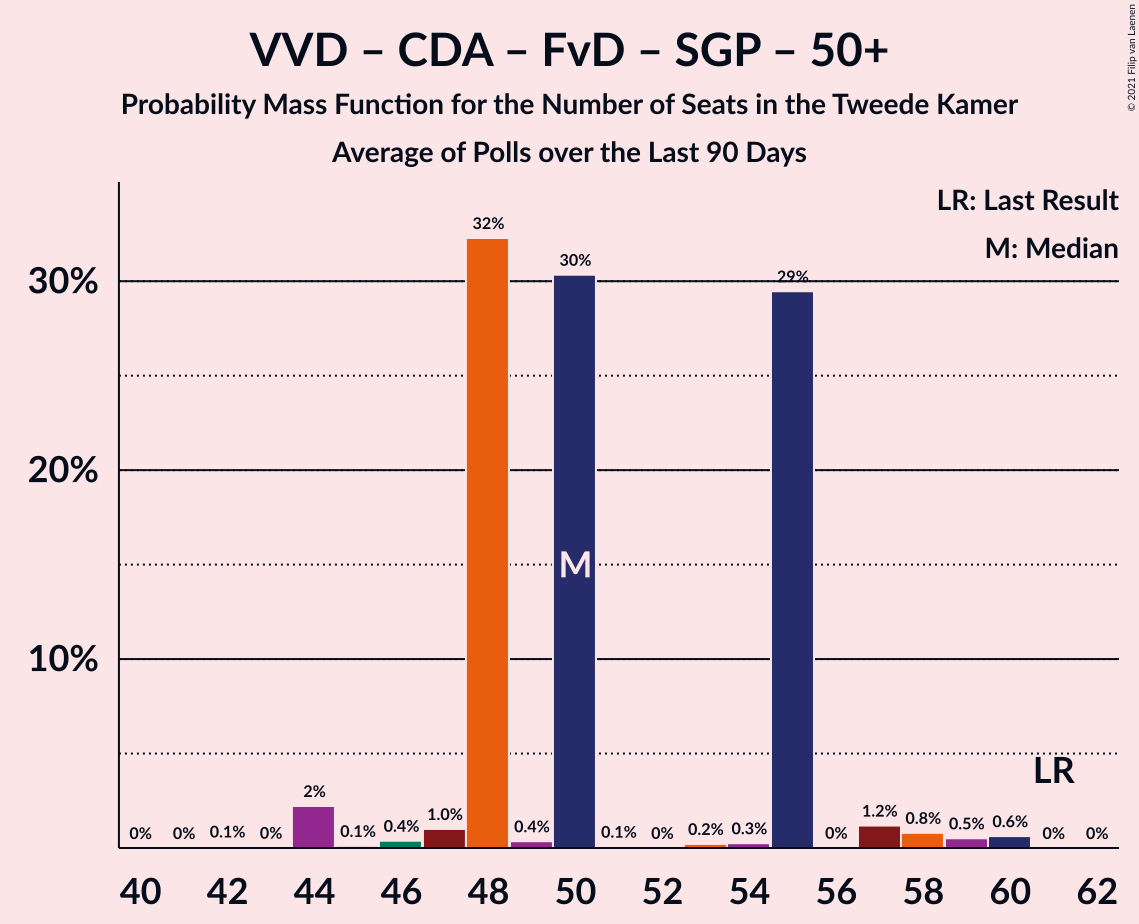 VVD – CDA – FvD – SGP – 50+
Probability Mass Function for the Number of Seats in the Tweede Kamer
Average of Polls over the Last 90 Days
© 2021 Filip van Laenen
LR: Last Result
M: Median
30%
20%
10%
0% 0% 0.1% 0% 2% 0.1% 0.4% 1.0% 32% 0.4% 30% 0.1% 0% 0.2% 0.3% 29% 0% 1.2% 0.8% 0.5% 0.6% 0% 0%
M
LR
40 42 44 46 48 50 52 54 56 58 60 62